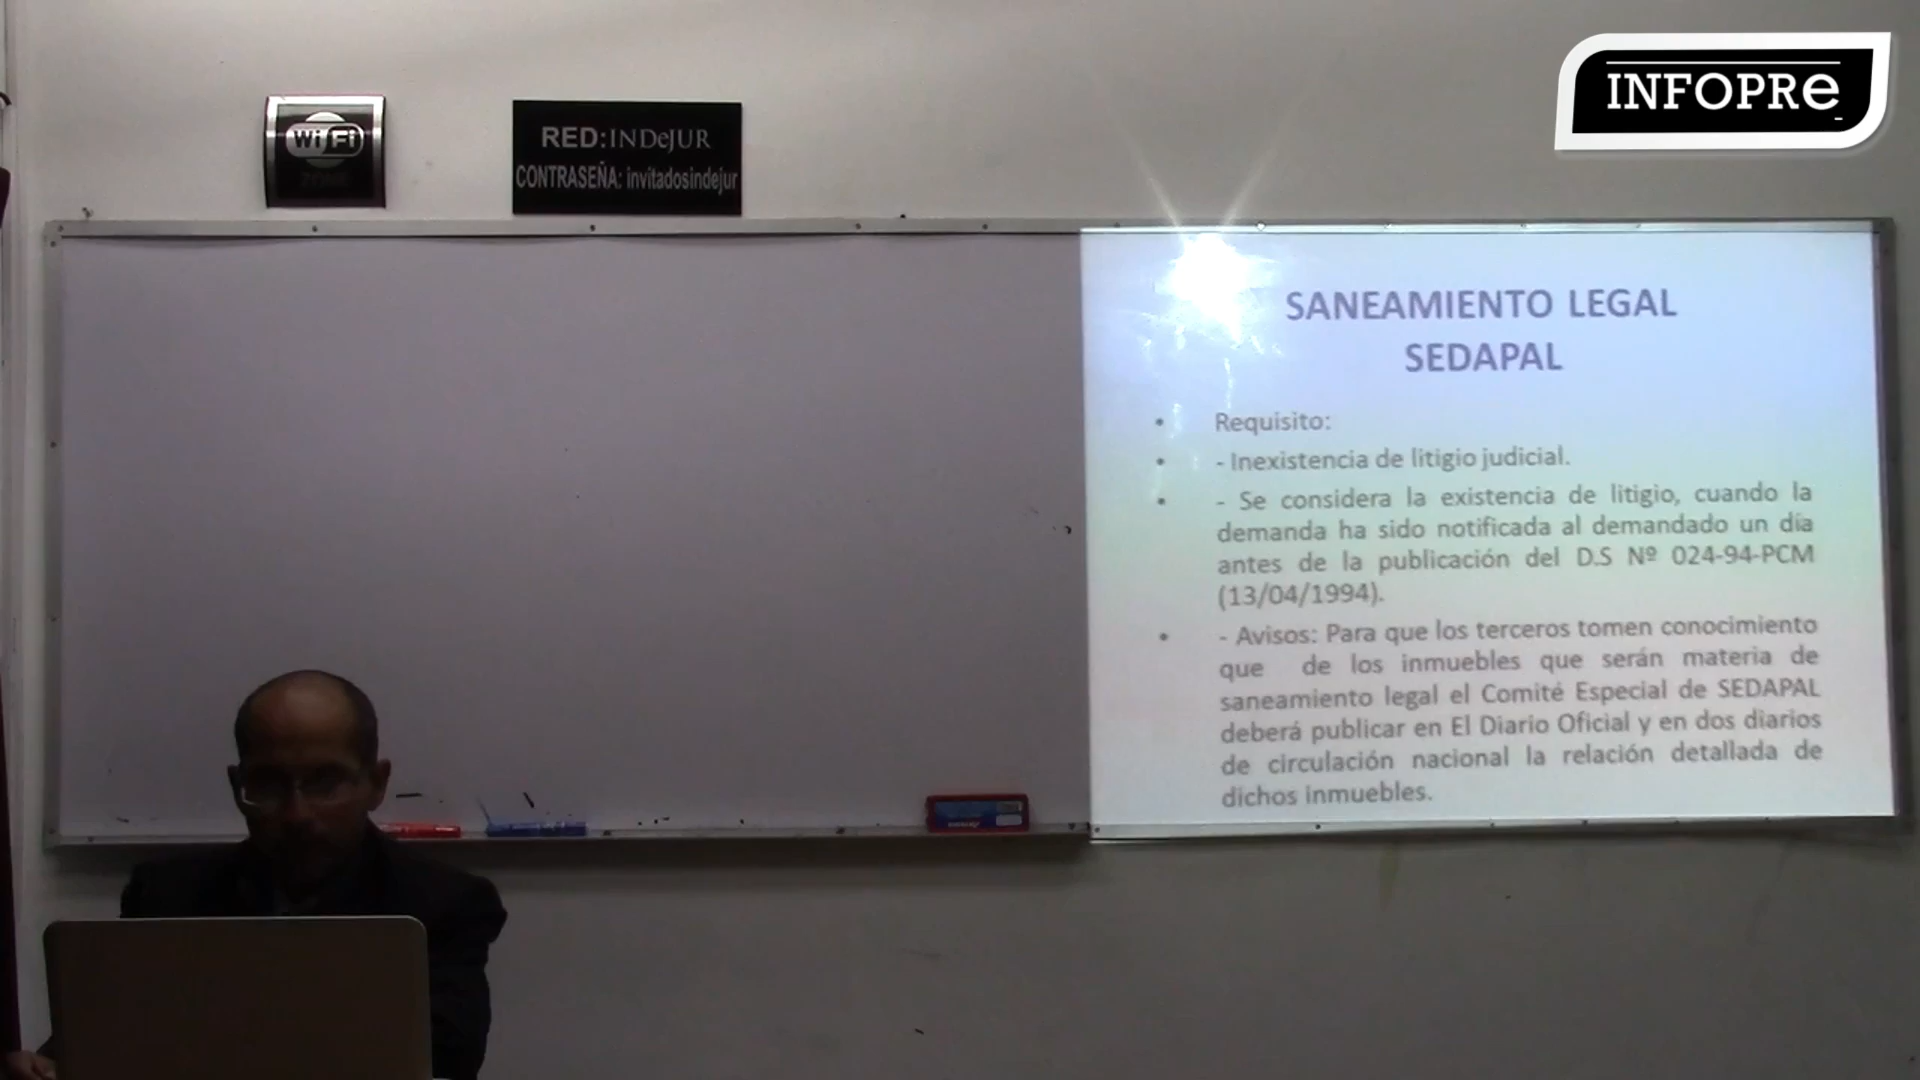 INFOPRe
Wi Fi
ZONE
RED:INDeJUR
CONTRASEÑA: invitadosindejur
SANEAMIENTO LEGAL
SEDAPAL
• Requisito:
• - Inexistencia de litigio judicial.
• - Se considera la existencia de litigio, cuando la
demanda ha sido notificada al demandado un día
antes de la publicación del D.S Nº 024-94-PCM
(13/04/1994).
• - Avisos: Para que los terceros tomen conocimiento
que de los inmuebles que serán materia de
saneamiento legal el Comité Especial de SEDAPAL
deberá publicar en El Diario Oficial y en dos diarios
de circulación nacional la relación detallada de
dichos inmuebles.